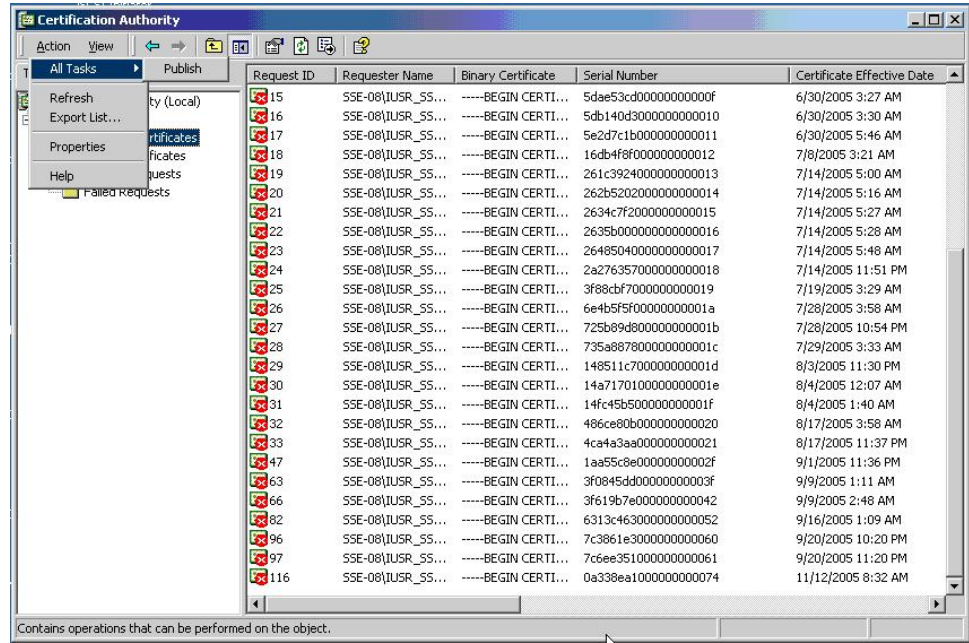 Certification Authority
Action View
All Tasks Publish
Refresh
Export List...
Properties
Help
ty (Local)
rtificates
ficates
quests
Failed Requests
Request ID Requester Name Binary Certificate Serial Number Certificate Effective Date
15 SSE-08\IUSR_SS... -----BEGIN CERTI... 5dae53cd00000000000f 6/30/2005 3:27 AM
16 SSE-08\IUSR_SS... -----BEGIN CERTI... 5db140d3000000000010 6/30/2005 3:30 AM
17 SSE-08\IUSR_SS... -----BEGIN CERTI... 5e2d7c1b000000000011 6/30/2005 5:46 AM
18 SSE-08\IUSR_SS... -----BEGIN CERTI... 16db4f8f000000000012 7/8/2005 3:21 AM
19 SSE-08\IUSR_SS... -----BEGIN CERTI... 261c3924000000000013 7/14/2005 5:00 AM
20 SSE-08\IUSR_SS... -----BEGIN CERTI... 262b5202000000000014 7/14/2005 5:16 AM
21 SSE-08\IUSR_SS... -----BEGIN CERTI... 2634c7f2000000000015 7/14/2005 5:27 AM
22 SSE-08\IUSR_SS... -----BEGIN CERTI... 2635b000000000000016 7/14/2005 5:28 AM
23 SSE-08\IUSR_SS... -----BEGIN CERTI... 26485040000000000017 7/14/2005 5:48 AM
24 SSE-08\IUSR_SS... -----BEGIN CERTI... 2a276357000000000018 7/14/2005 11:51 PM
25 SSE-08\IUSR_SS... -----BEGIN CERTI... 3f88cbf7000000000019 7/19/2005 3:29 AM
26 SSE-08\IUSR_SS... -----BEGIN CERTI... 6e4b5f5f00000000001a 7/28/2005 3:58 AM
27 SSE-08\IUSR_SS... -----BEGIN CERTI... 725b89d800000000001b 7/28/2005 10:54 PM
28 SSE-08\IUSR_SS... -----BEGIN CERTI... 735a887800000000001c 7/29/2005 3:33 AM
29 SSE-08\IUSR_SS... -----BEGIN CERTI... 148511c700000000001d 8/3/2005 11:30 PM
30 SSE-08\IUSR_SS... -----BEGIN CERTI... 14a7170100000000001e 8/4/2005 12:07 AM
31 SSE-08\IUSR_SS... -----BEGIN CERTI... 14fc45b500000000001f 8/4/2005 1:40 AM
32 SSE-08\IUSR_SS... -----BEGIN CERTI... 486ce80b000000000020 8/17/2005 3:58 AM
33 SSE-08\IUSR_SS... -----BEGIN CERTI... 4ca4a3aa000000000021 8/17/2005 11:37 PM
47 SSE-08\IUSR_SS... -----BEGIN CERTI... 1aa55c8e00000000002f 9/1/2005 11:36 PM
63 SSE-08\IUSR_SS... -----BEGIN CERTI... 3f0845dd00000000003f 9/9/2005 1:11 AM
66 SSE-08\IUSR_SS... -----BEGIN CERTI... 3f619b7e000000000042 9/9/2005 2:48 AM
82 SSE-08\IUSR_SS... -----BEGIN CERTI... 6313c463000000000052 9/16/2005 1:09 AM
96 SSE-08\IUSR_SS... -----BEGIN CERTI... 7c3861e3000000000060 9/20/2005 10:20 PM
97 SSE-08\IUSR_SS... -----BEGIN CERTI... 7c6ee351000000000061 9/20/2005 11:20 PM
116 SSE-08\IUSR_SS... -----BEGIN CERTI... 0a338ea1000000000074 11/12/2005 8:32 AM
Contains operations that can be performed on the object.